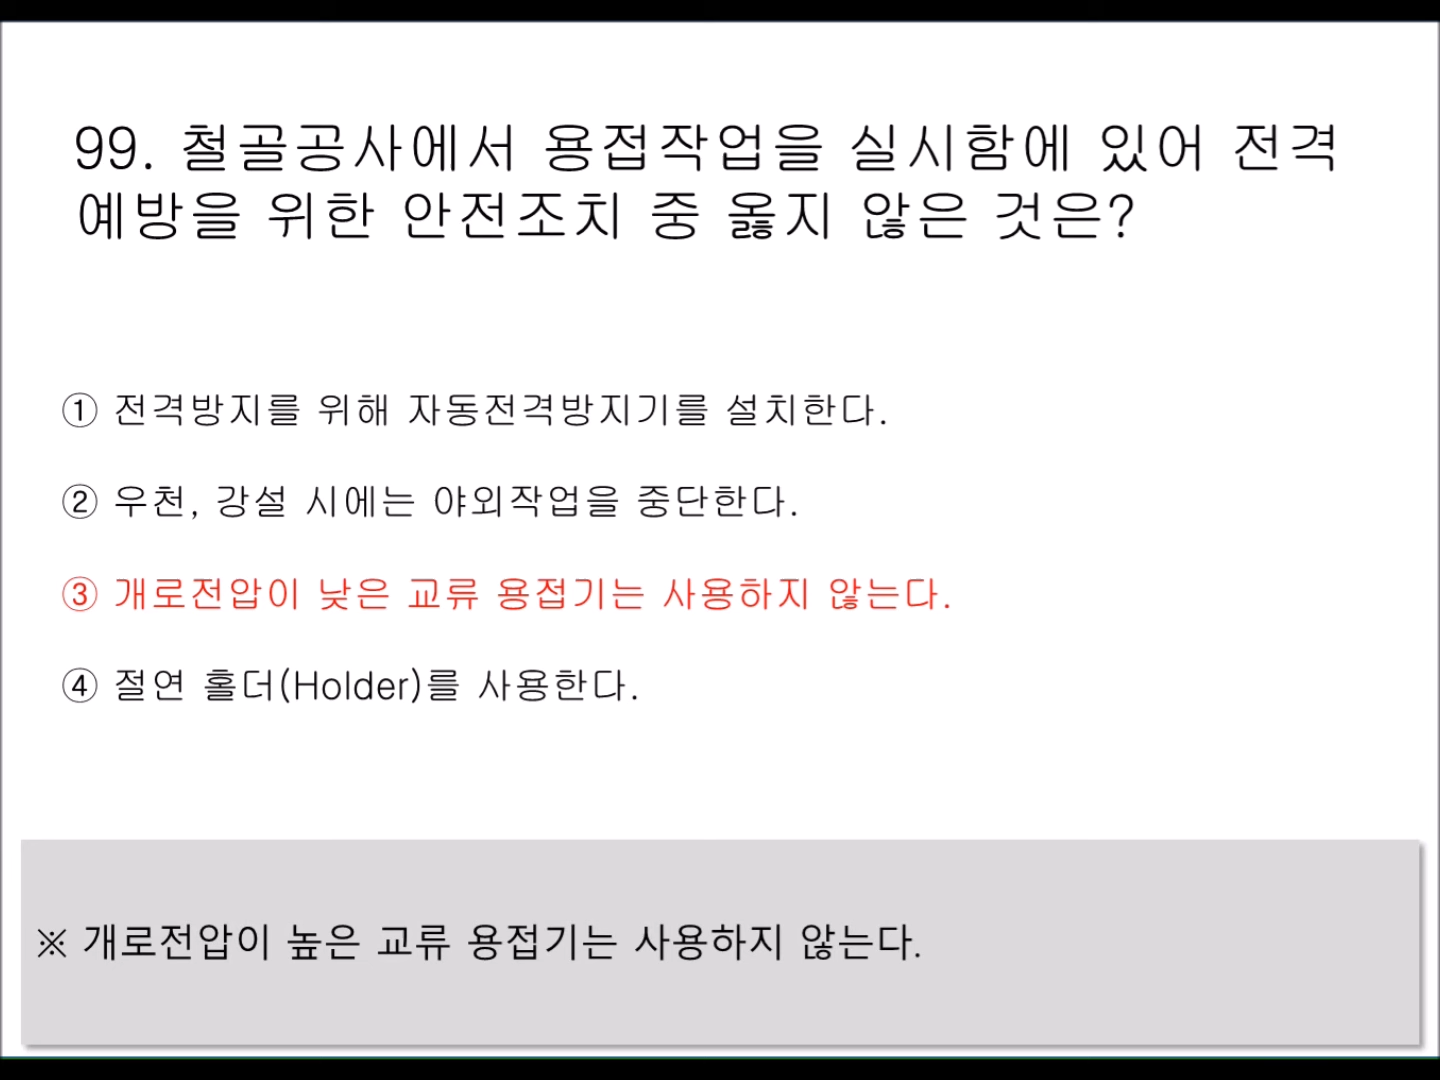 99. 철골공사에서 용접작업을 실시함에 있어 전격
예방을 위한 안전조치 중 옳지 않은 것은?
① 전격방지를 위해 자동전격방지기를 설치한다.
② 우천, 강설 시에는 야외작업을 중단한다.
③ 개로전압이 낮은 교류 용접기는 사용하지 않는다.
④ 절연 홀더(Holder)를 사용한다.
※ 개로전압이 높은 교류 용접기는 사용하지 않는다.